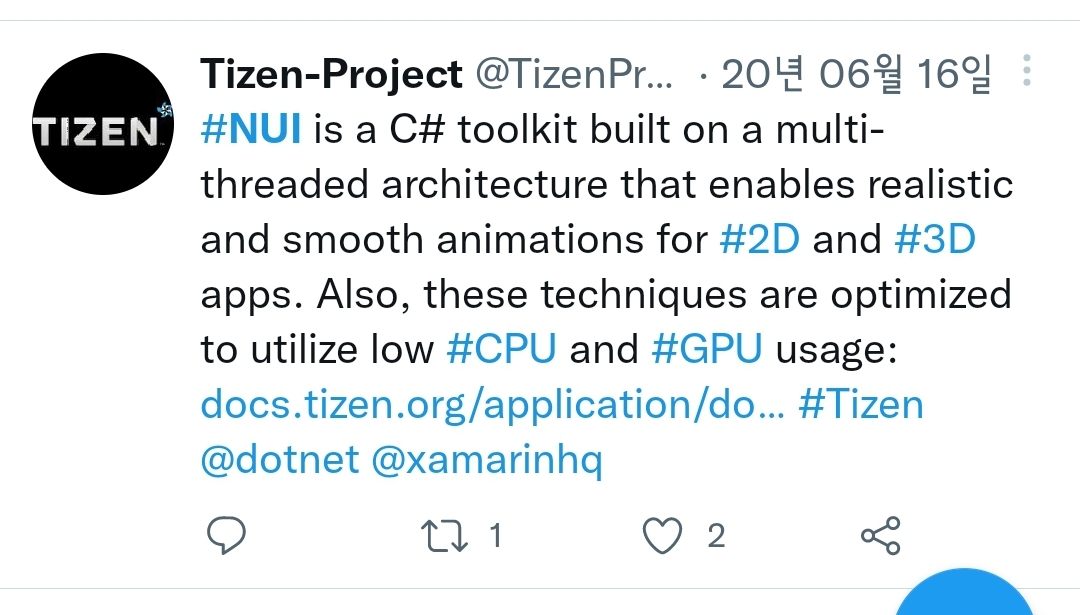 TIZEN
Tizen-Project @TizenPr... · 20년 06월 16일
#NUI is a C# toolkit built on a multi-
threaded architecture that enables realistic
and smooth animations for #2D and #3D
apps. Also, these techniques are optimized
to utilize low #CPU and #GPU usage:
docs.tizen.org/application/do... #Tizen
@dotnet @xamarinhq
1 2